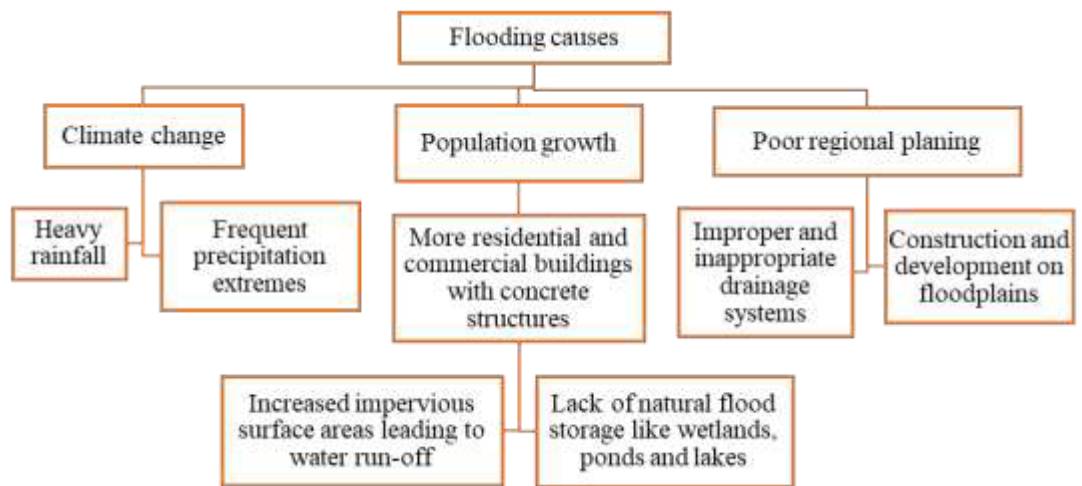 Flooding causes
Climate change
Population growth
Poor regional planing
Heavy
rainfall
Frequent
precipitation
extremes
More residential and
commercial buildings
with concrete
structures
Improper and
inappropriate
drainage
systems
Construction and
development on
floodplains
Increased impervious
surface areas leading to
water run-off
Lack of natural flood
storage like wetlands,
ponds and lakes